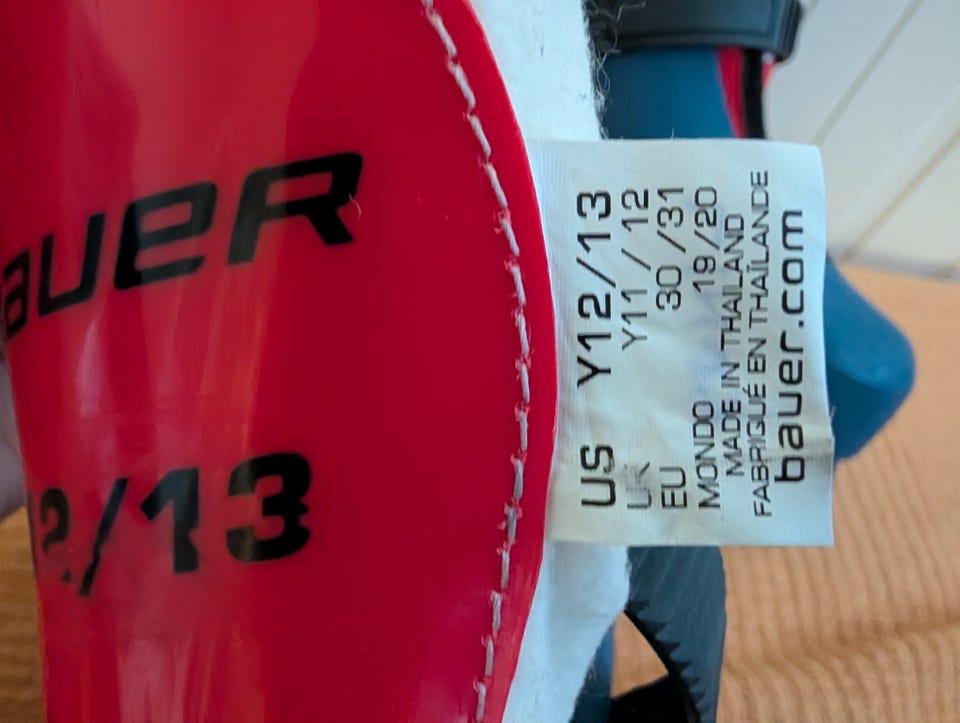 BAUER
12/13
US Y12/13
UK Y11/12
EU 30/31
MONDO 19/20
MADE IN THAILAND
FABRIGUÉ EN THAÏLANDE
bauer.com